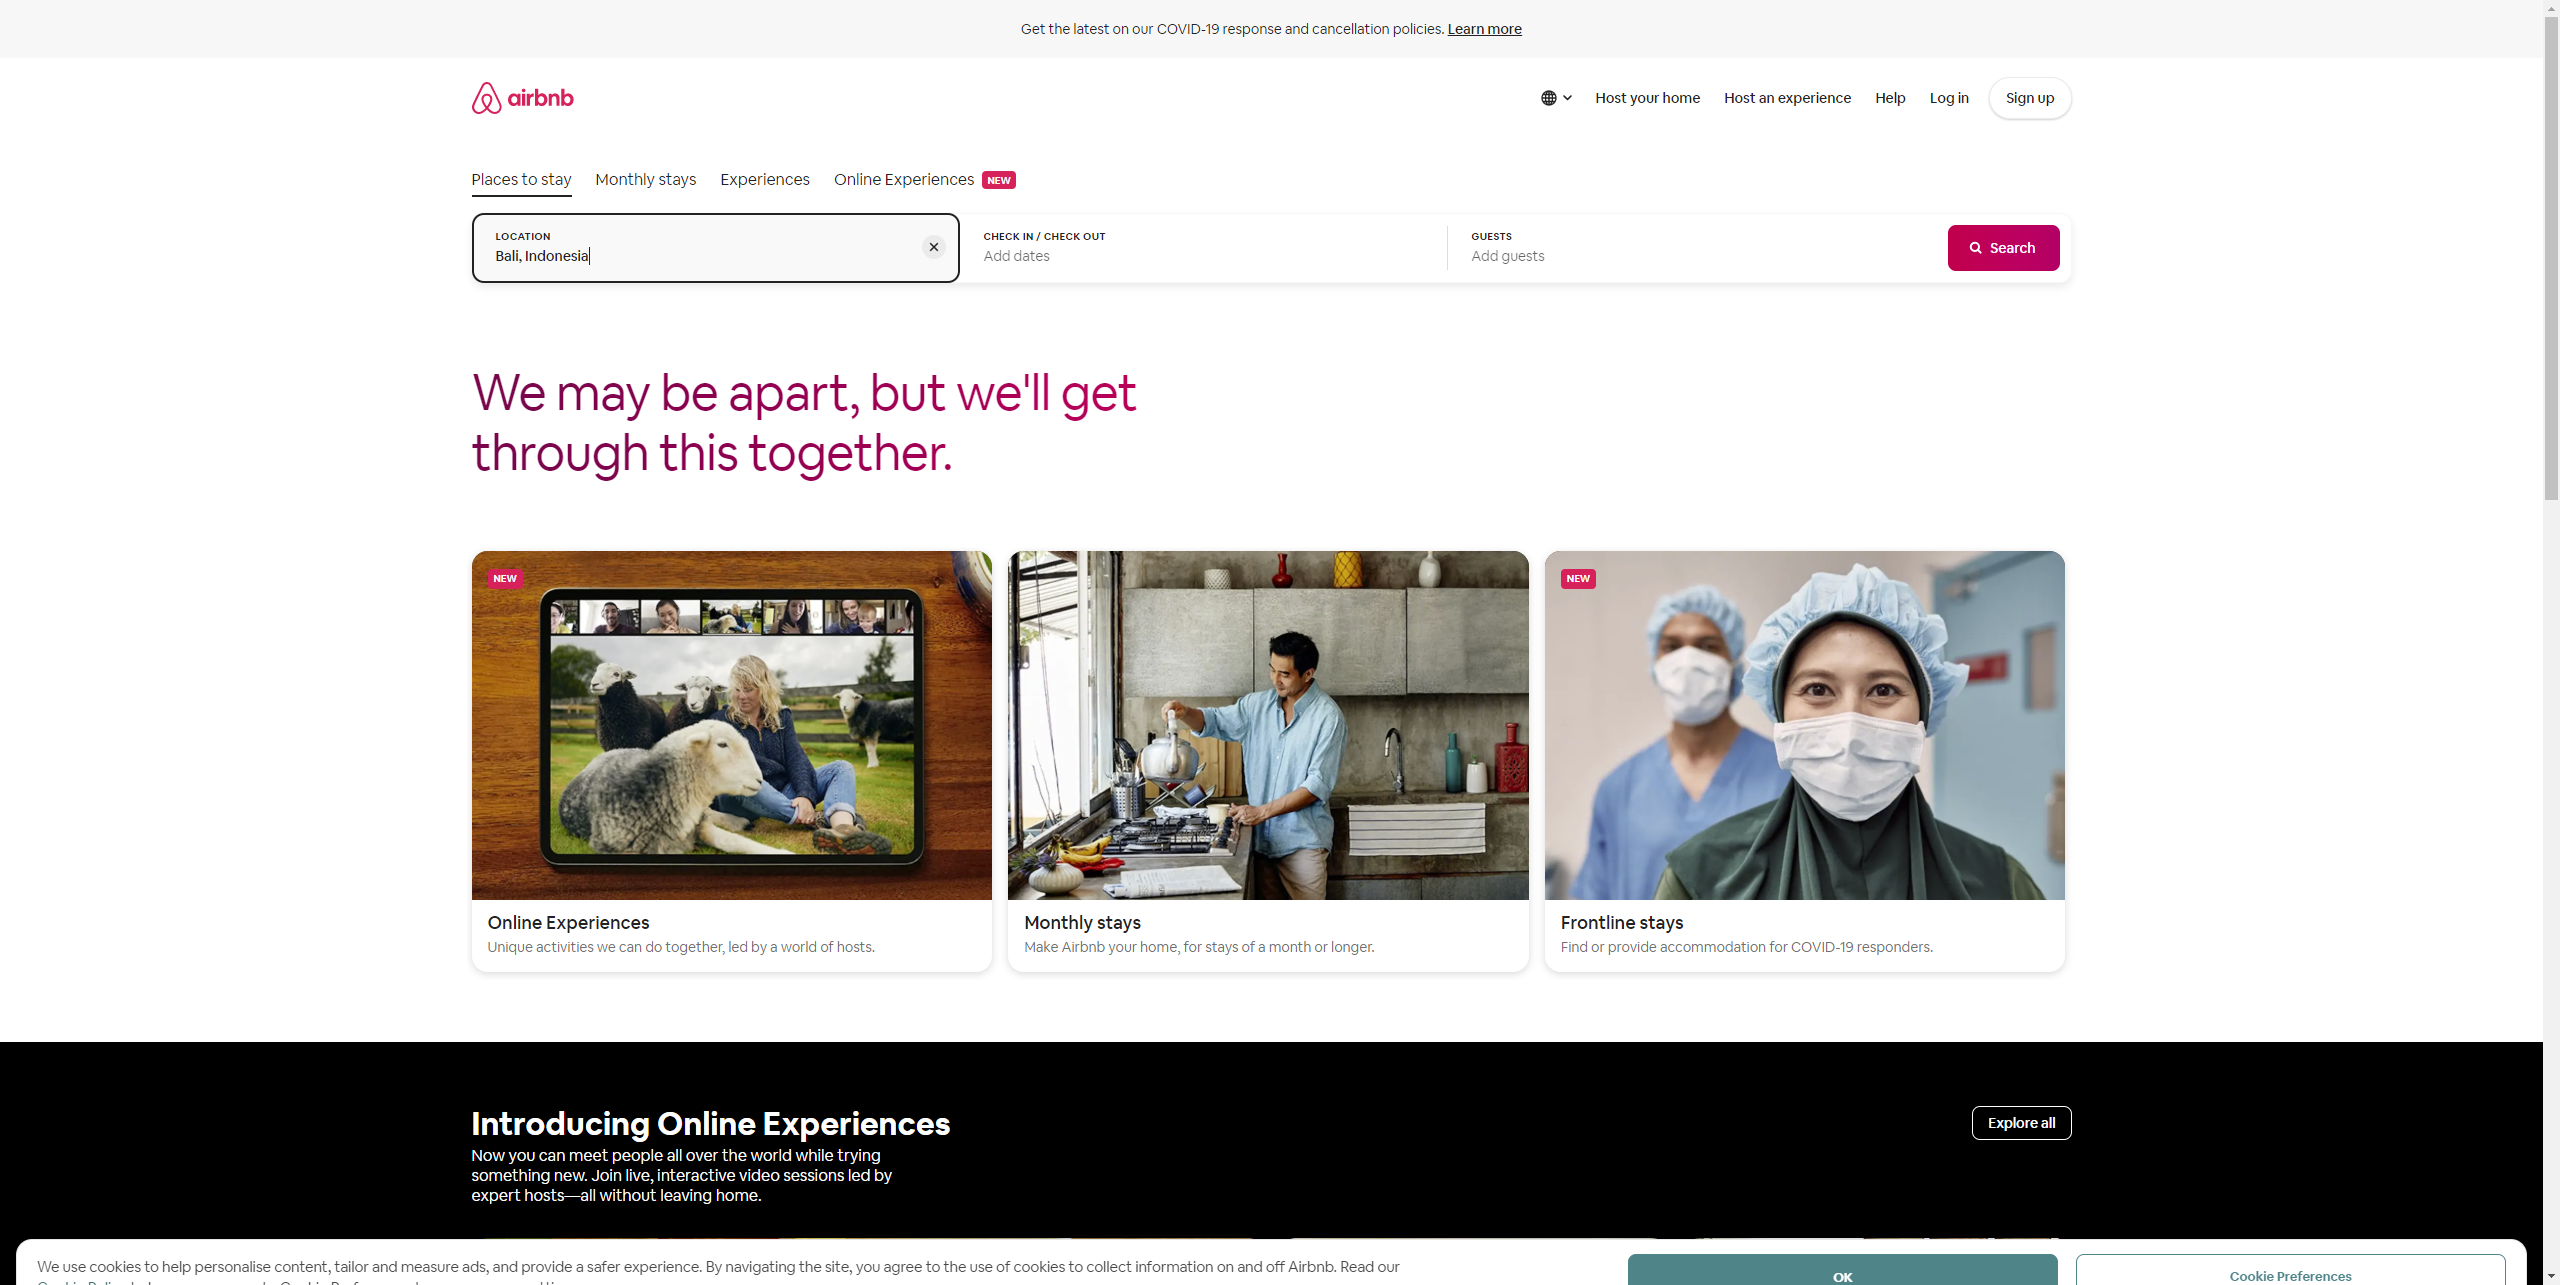 Get the latest on our COVID-19 response and cancellation policies. Learn more
airbnb
Host your home
Host an experience
Help
Log in
Sign up
Places to stay
Monthly stays
Experiences
Online Experiences NEW
LOCATION
Bali, Indonesia
CHECK IN / CHECK OUT
Add dates
GUESTS
Add guests
Search
We may be apart, but we'll get
through this together.
NEW
Online Experiences
Unique activities we can do together, led by a world of hosts.
Monthly stays
Make Airbnb your home, for stays of a month or longer.
NEW
Frontline stays
Find or provide accommodation for COVID-19 responders.
Introducing Online Experiences
Now you can meet people all over the world while trying
something new. Join live, interactive video sessions led by
expert hosts—all without leaving home.
Explore all
We use cookies to help personalise content, tailor and measure ads, and provide a safer experience. By navigating the site, you agree to the use of cookies to collect information on and off Airbnb. Read our
OK
Cookie Preferences